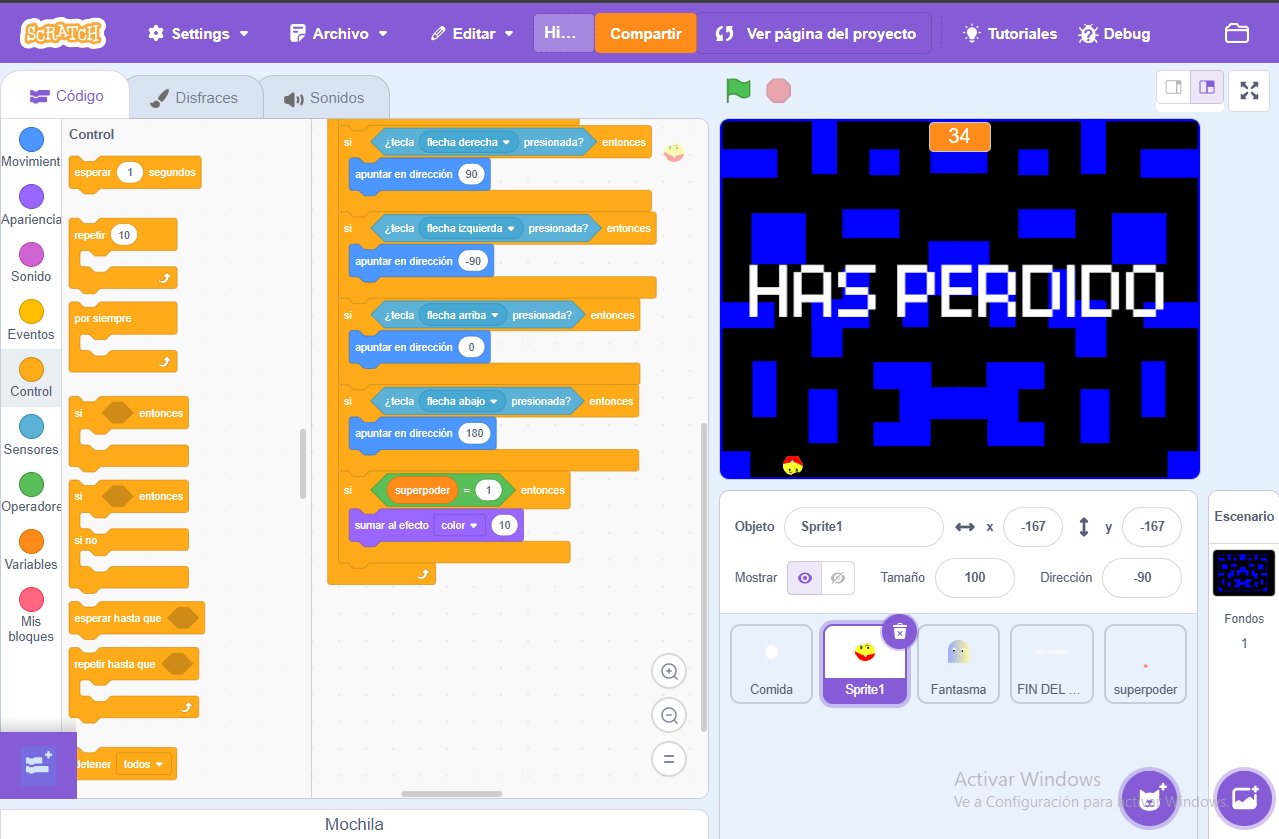 SCRATCH
Settings
Archivo
Editar
Hi...
Compartir
Ver página del proyecto
Tutoriales
Debug
Código
Disfraces
Sonidos
Movimient
Apariencia
Sonido
Eventos
Control
Sensores
Operadore
Variables
Mis
bloques
Control
esperar 1 segundos
repetir 10
por siempre
si entonces
si entonces
si no
esperar hasta que
repetir hasta que
detener todos
si ¿tecla flecha derecha presionada? entonces
apuntar en dirección 90
si ¿tecla flecha izquierda presionada? entonces
apuntar en dirección -90
si ¿tecla flecha arriba presionada? entonces
apuntar en dirección 0
si ¿tecla flecha abajo presionada? entonces
apuntar en dirección 180
si superpoder = 1 entonces
sumar al efecto color 10
34
HAS PERDIDO
Objeto Sprite1 x -167 y -167
Mostrar Tamaño 100 Dirección -90
Comida
Sprite1
Fantasma
FIN DEL ...
superpoder
Escenario
Fondos
1
Activar Windows
Ve a Configuración para activar Windows.
Mochila